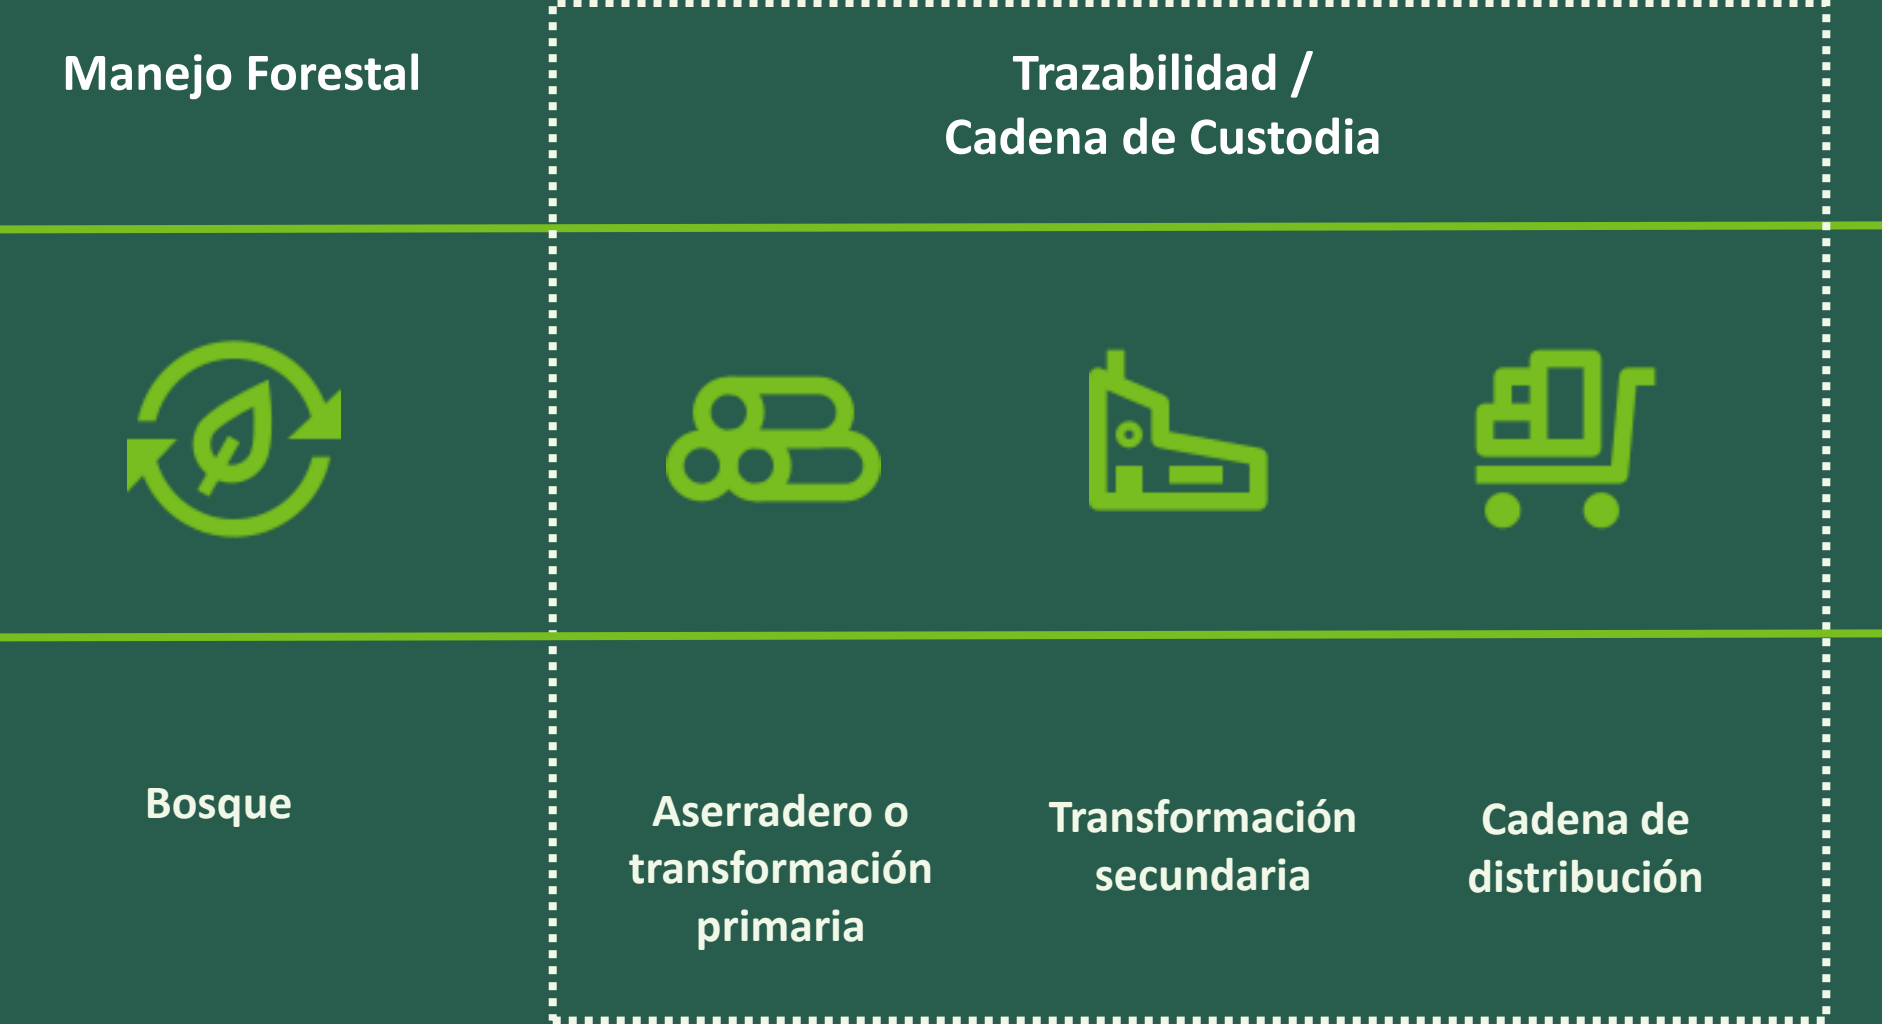 Manejo Forestal
Trazabilidad /
Cadena de Custodia
Bosque
Aserradero o
transformación
primaria
Transformación
secundaria
Cadena de
distribución